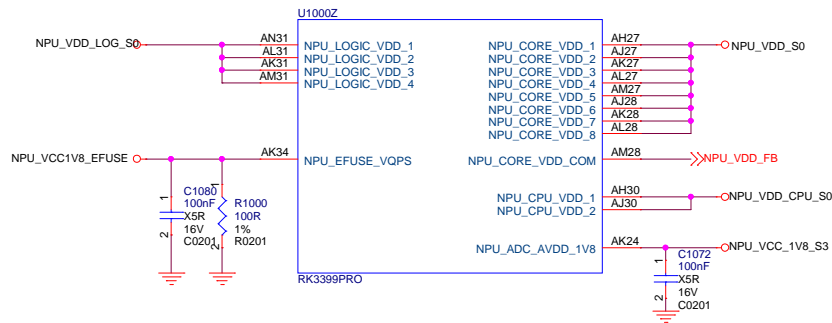 U1000Z
NPU_VDD_LOG_S0
AN31
AL31
AK31
AM31
NPU_LOGIC_VDD_1
NPU_LOGIC_VDD_2
NPU_LOGIC_VDD_3
NPU_LOGIC_VDD_4
NPU_CORE_VDD_1
NPU_CORE_VDD_2
NPU_CORE_VDD_3
NPU_CORE_VDD_4
NPU_CORE_VDD_5
NPU_CORE_VDD_6
NPU_CORE_VDD_7
NPU_CORE_VDD_8
AH27
AJ27
AK27
AL27
AM27
AJ28
AK28
AL28
NPU_VDD_S0
NPU_VCC1V8_EFUSE
AK34
NPU_EFUSE_VQPS
NPU_CORE_VDD_COM
AM28
NPU_VDD_FB
1
C1080
100nF
X5R
16V
C0201
2
1
R1000
100R
1%
R0201
2
NPU_CPU_VDD_1
NPU_CPU_VDD_2
AH30
AJ30
NPU_VDD_CPU_S0
NPU_ADC_AVDD_1V8
AK24
NPU_VCC_1V8_S3
1
C1072
100nF
X5R
16V
C0201
2
RK3399PRO